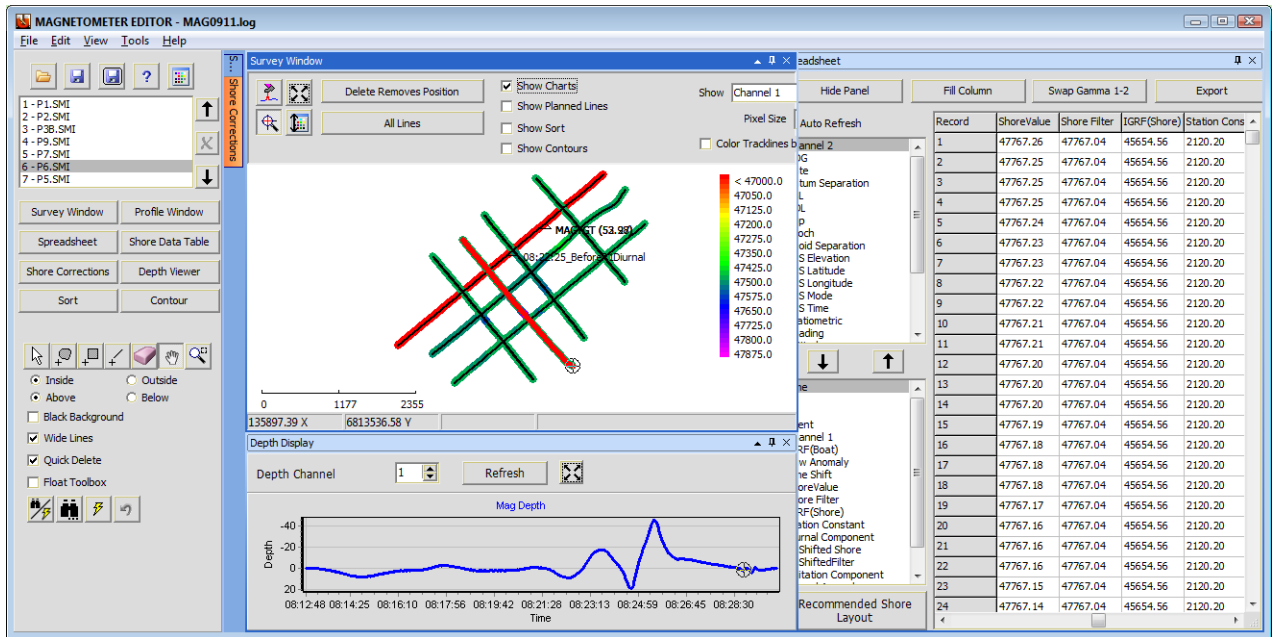 MAGNETOMETER EDITOR - MAG0911.log
File Edit View Tools Help
1 - P1.SMI
2 - P2.SMI
3 - P3B.SMI
4 - P9.SMI
5 - P7.SMI
6 - P6.SMI
7 - P5.SMI
Survey Window Profile Window
Spreadsheet Shore Data Table
Shore Corrections Depth Viewer
Sort Contour
Inside Outside
Above Below
Black Background
Wide Lines
Quick Delete
Float Toolbox
S...
Shore Corrections
Survey Window
Delete Removes Position
All Lines
Show Charts
Show Planned Lines
Show Sort
Show Contours
Show Channel 1
Pixel Size
Color Tracklines b
08:22:25_Before_1Diurnal
< 47000.0
47050.0
47125.0
47200.0
47275.0
47350.0
47425.0
47500.0
47575.0
47650.0
47725.0
47800.0
47875.0
0 1177 2355
135897.39 X 6813536.58 Y
Depth Display
Depth Channel 1 Refresh
Mag Depth
Depth
-40
-20
0
20
08:12:48 08:14:25 08:16:10 08:17:56 08:19:42 08:21:28 08:23:13 08:24:59 08:26:45 08:28:30
Time
eadsheet
Hide Panel Fill Column Swap Gamma 1-2 Export
Auto Refresh
annel 2
OG
te
tum Separation
L
OL
p
och
oid Separation
S Elevation
S Latitude
S Longitude
S Mode
S Time
atiometric
ading
ne
ent
annel 1
RF(Boat)
w Anomaly
me Shift
oreValue
ore Filter
GRF(Shore)
ation Constant
urnal Component
Shifted Shore
ShiftedFilter
itation Component
Recommended Shore
Layout
Record ShoreValue Shore Filter IGRF(Shore) Station Cons
1 47767.26 47767.04 45654.56 2120.20
2 47767.25 47767.04 45654.56 2120.20
3 47767.25 47767.04 45654.56 2120.20
4 47767.25 47767.04 45654.56 2120.20
5 47767.24 47767.04 45654.56 2120.20
6 47767.23 47767.04 45654.56 2120.20
7 47767.23 47767.04 45654.56 2120.20
8 47767.22 47767.04 45654.56 2120.20
9 47767.22 47767.04 45654.56 2120.20
10 47767.21 47767.04 45654.56 2120.20
11 47767.21 47767.04 45654.56 2120.20
12 47767.20 47767.04 45654.56 2120.20
13 47767.20 47767.04 45654.56 2120.20
14 47767.20 47767.04 45654.56 2120.20
15 47767.19 47767.04 45654.56 2120.20
16 47767.18 47767.04 45654.56 2120.20
17 47767.18 47767.04 45654.56 2120.20
18 47767.18 47767.04 45654.56 2120.20
19 47767.17 47767.04 45654.56 2120.20
20 47767.16 47767.04 45654.56 2120.20
21 47767.16 47767.04 45654.56 2120.20
22 47767.16 47767.04 45654.56 2120.20
23 47767.15 47767.04 45654.56 2120.20
24 47767.14 47767.04 45654.56 2120.20